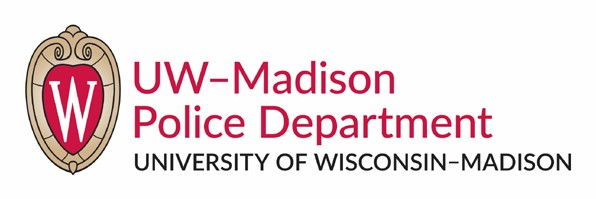 W
UW–Madison
Police Department
UNIVERSITY OF WISCONSIN–MADISON